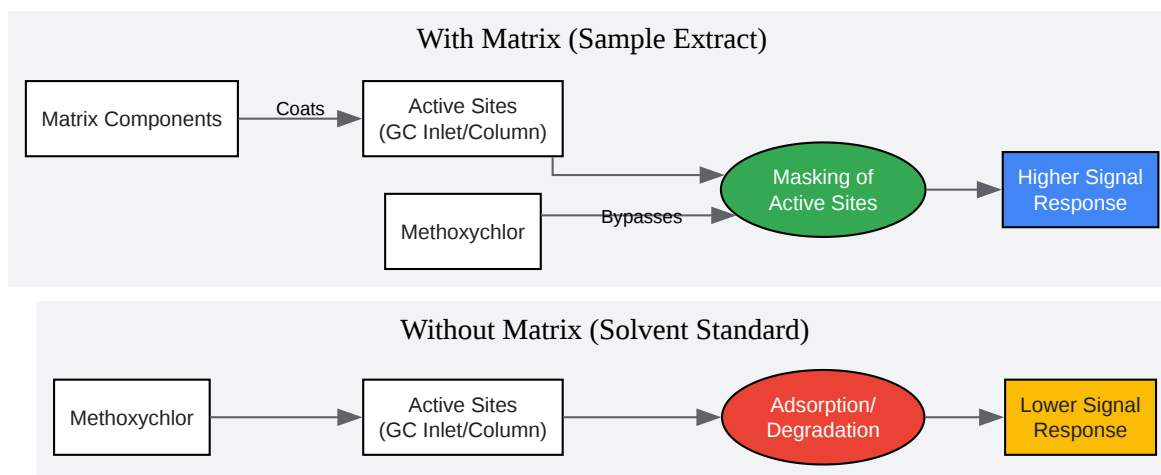 With Matrix (Sample Extract)
Matrix Components
Coats
Active Sites
(GC Inlet/Column)
Methoxychlor
Bypasses
Masking of
Active Sites
Higher Signal
Response
Without Matrix (Solvent Standard)
Methoxychlor
Active Sites
(GC Inlet/Column)
Adsorption/
Degradation
Lower Signal
Response